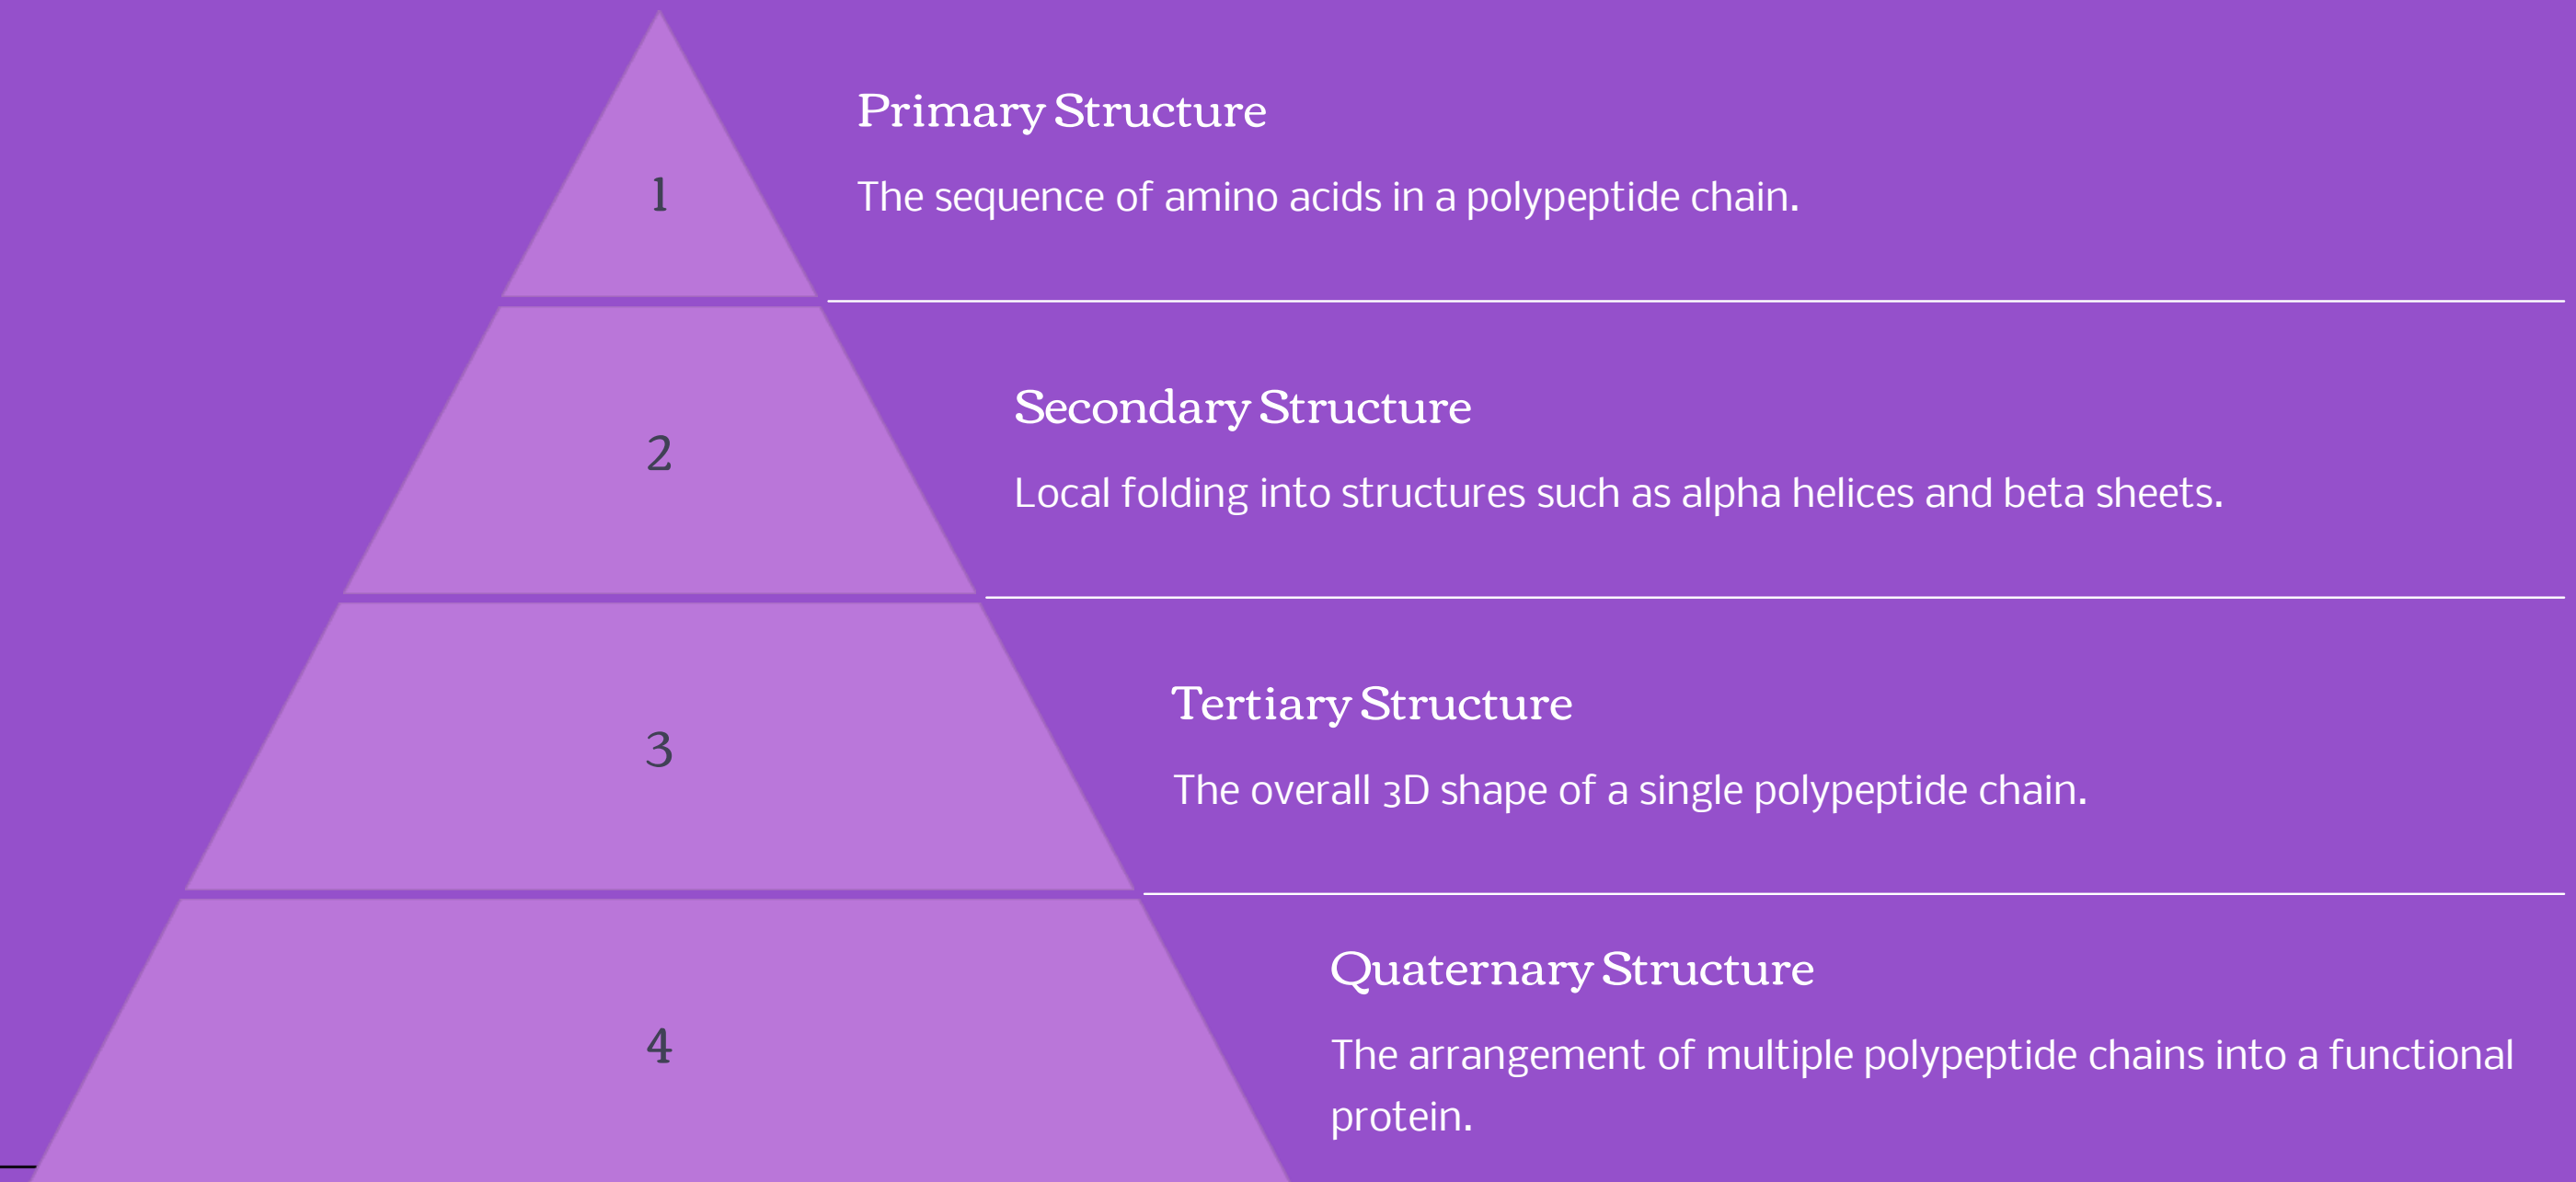 1
Primary Structure
The sequence of amino acids in a polypeptide chain.
2
Secondary Structure
Local folding into structures such as alpha helices and beta sheets.
3
Tertiary Structure
The overall 3D shape of a single polypeptide chain.
4
Quaternary Structure
The arrangement of multiple polypeptide chains into a functional
protein.